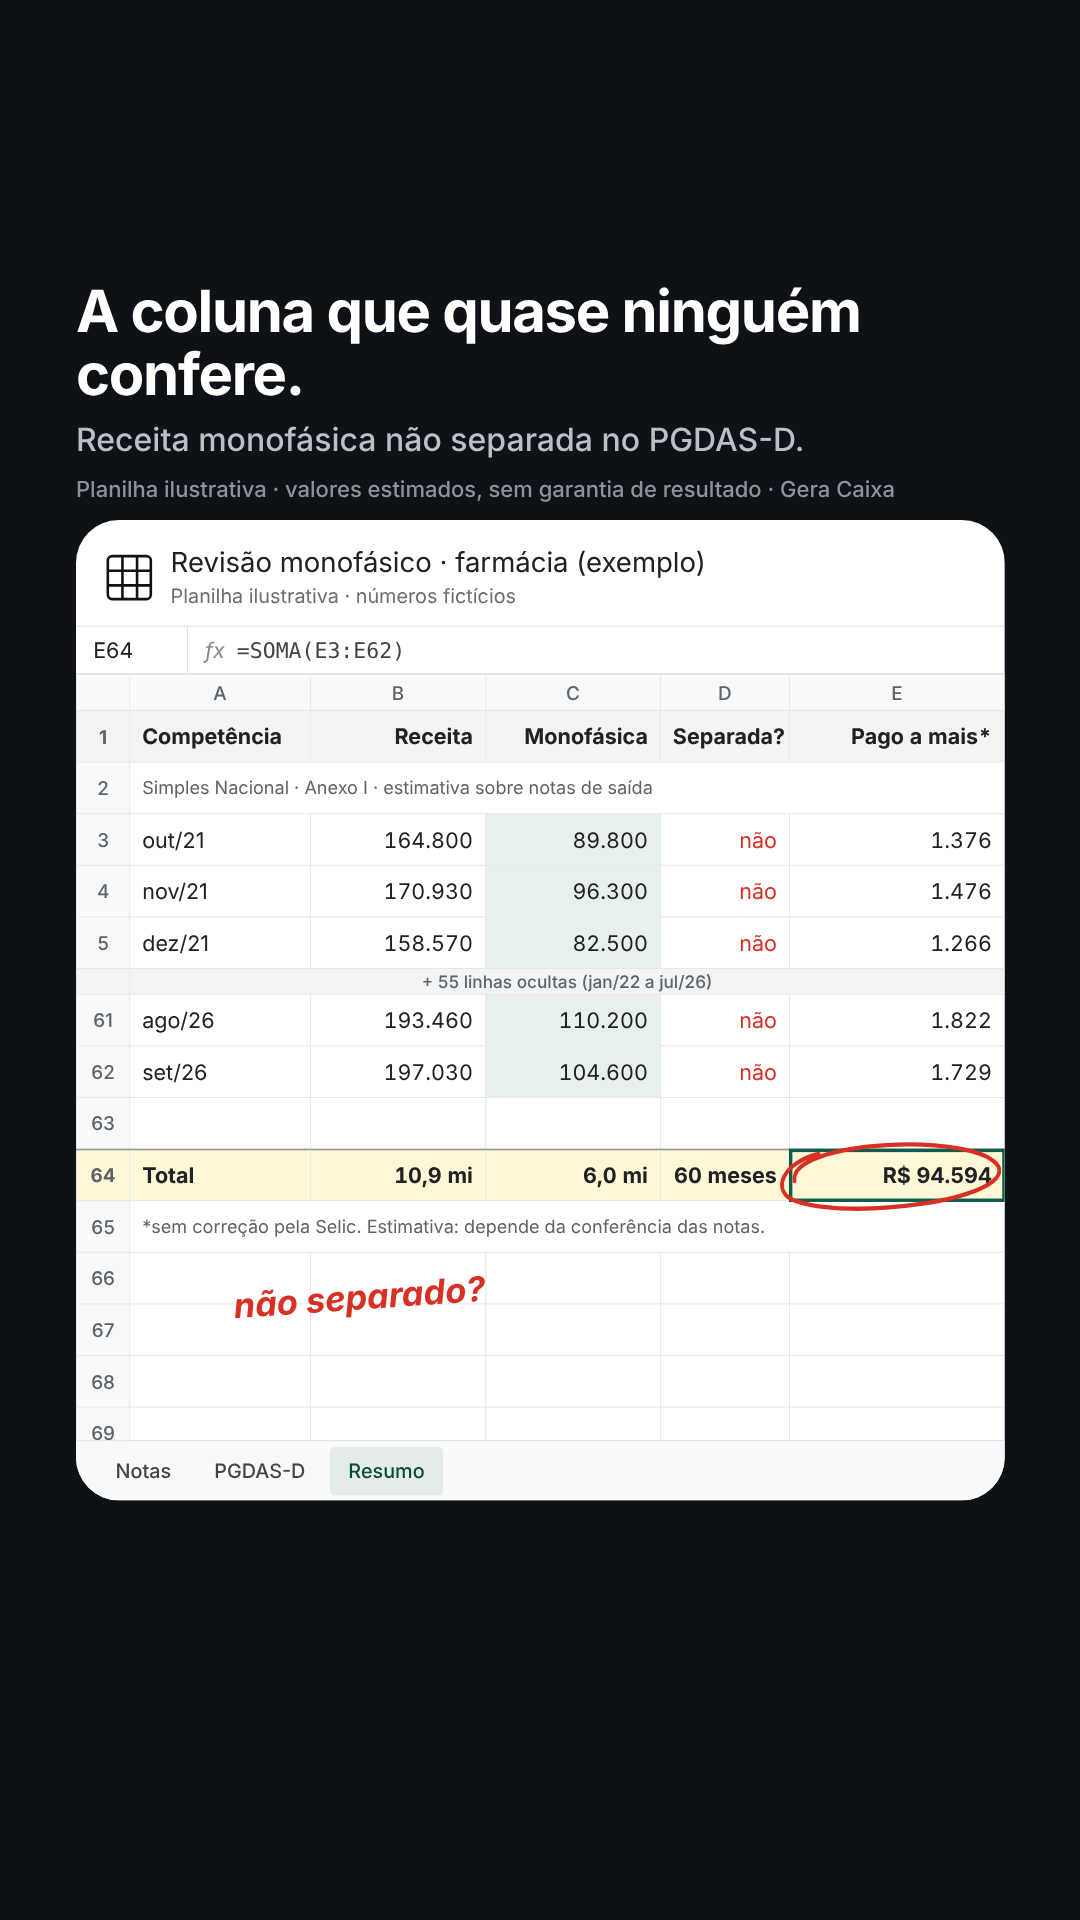 A coluna que quase ninguém
confere.
Receita monofásica não separada no PGDAS-D.
Planilha ilustrativa · valores estimados, sem garantia de resultado · Gera Caixa
Revisão monofásico · farmácia (exemplo)
Planilha ilustrativa · números fictícios
E64 fx =SOMA(E3:E62)
A B C D E
1 Competência Receita Monofásica Separada? Pago a mais*
2 Simples Nacional · Anexo I · estimativa sobre notas de saída
3 out/21 164.800 89.800 não 1.376
4 nov/21 170.930 96.300 não 1.476
5 dez/21 158.570 82.500 não 1.266
+ 55 linhas ocultas (jan/22 a jul/26)
61 ago/26 193.460 110.200 não 1.822
62 set/26 197.030 104.600 não 1.729
63
64 Total 10,9 mi 6,0 mi 60 meses R$ 94.594
65 *sem correção pela Selic. Estimativa: depende da conferência das notas.
66
não separado?
67
68
69
Notas PGDAS-D Resumo